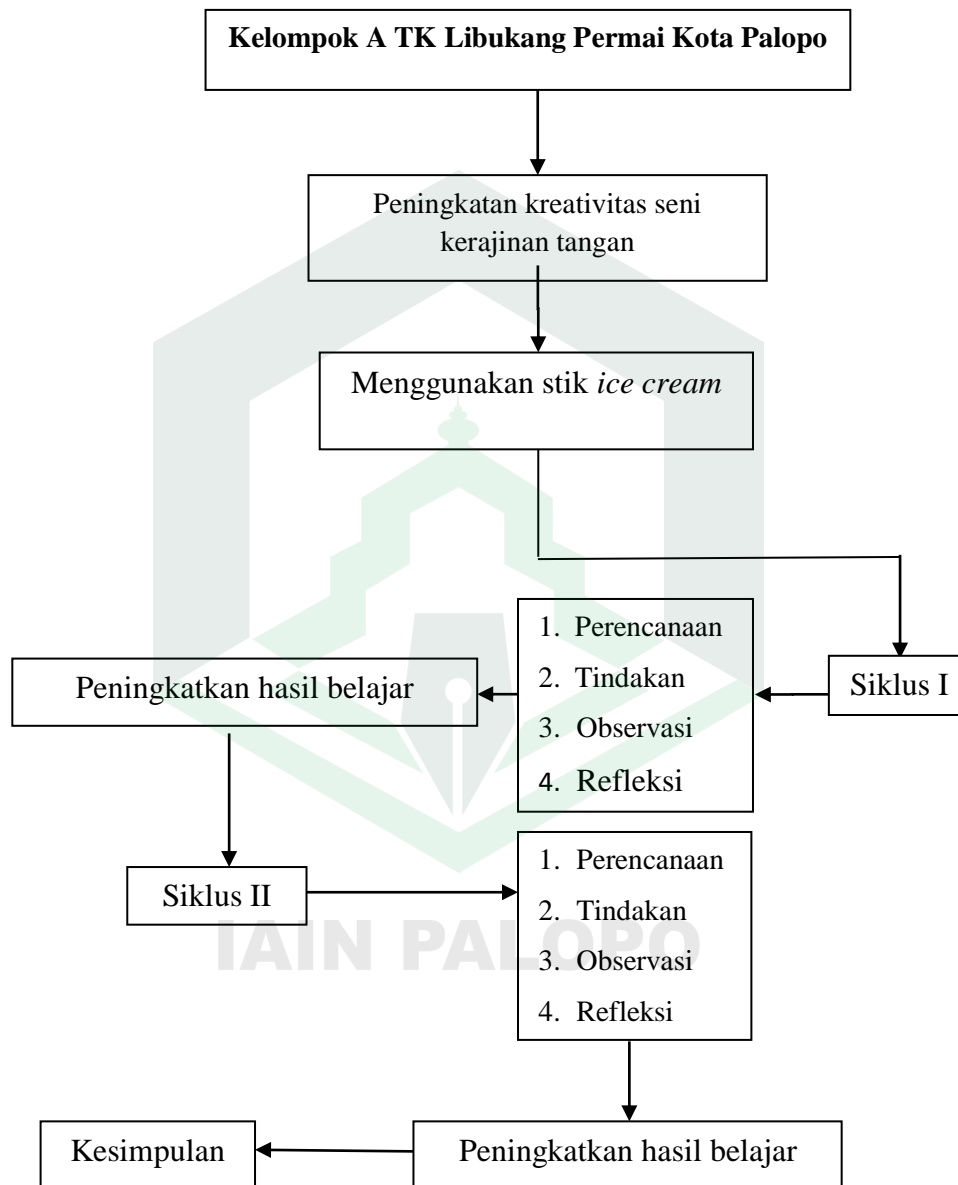 Kelompok A TK Libukang Permai Kota Palopo
Peningkatan kreativitas seni
kerajinan tangan
Menggunakan stik ice cream
Siklus I
1. Perencanaan
2. Tindakan
3. Observasi
4. Refleksi
Peningkatkan hasil belajar
Siklus II
1. Perencanaan
2. Tindakan
3. Observasi
4. Refleksi
IAIN PALOPO
Peningkatkan hasil belajar
Kesimpulan